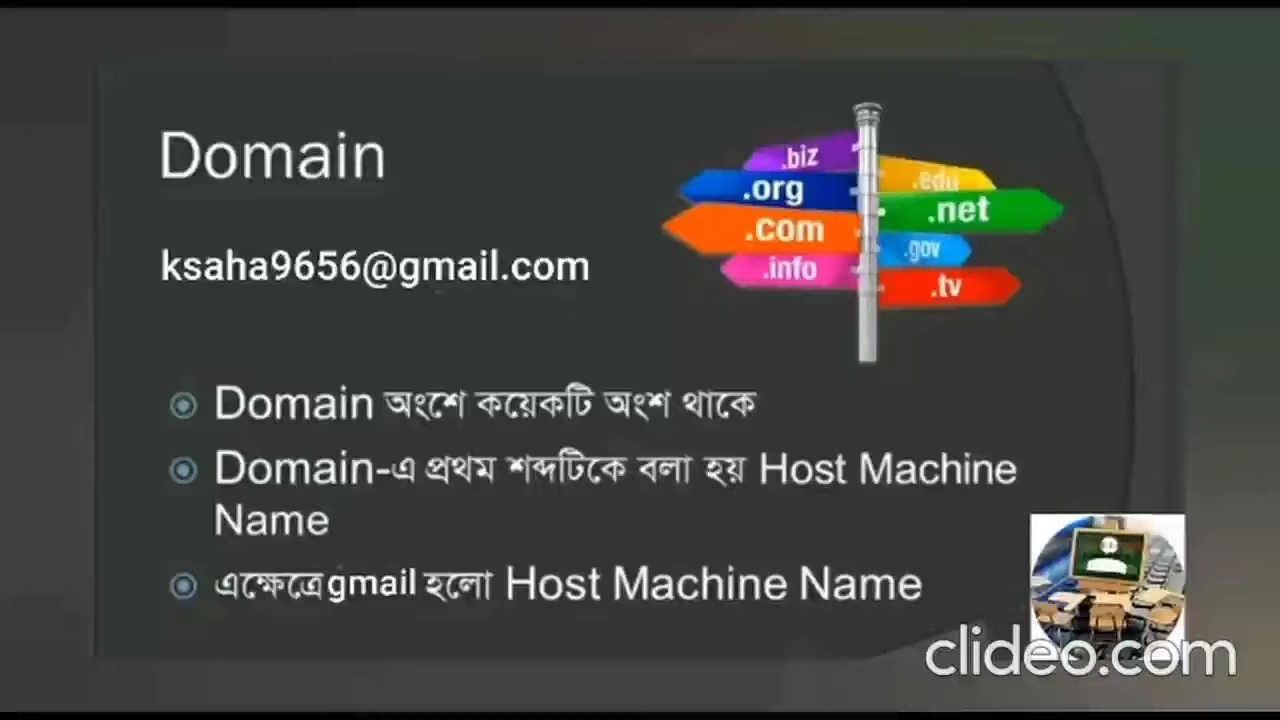 Domain
ksaha9656@gmail.com
.biz
.org
.com
.info
.edu
.net
.gov
.tv
Domain অংশে কয়েকটি অংশ থাকে
Domain-এ প্রথম শব্দটিকে বলা হয় Host Machine
Name
এক্ষেত্রে gmail হলো Host Machine Name
clideo.com